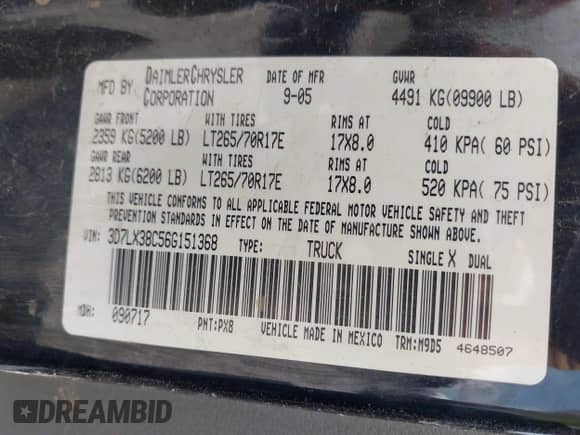 MFD BY DAIMLERCHRYSLER CORPORATION DATE OF MFR 9-05 GVWR 4491 KG(09900 LB)
GAWR FRONT WITH TIRES RIMS AT COLD
2359 KG(5200 LB) LT265/70R17E 17X8.0 410 KPA( 60 PSI)
GAWR REAR WITH TIRES RIMS AT COLD
2813 KG(6200 LB) LT265/70R17E 17X8.0 520 KPA( 75 PSI)
THIS VEHICLE CONFORMS TO ALL APPLICABLE FEDERAL MOTOR VEHICLE SAFETY AND THEFT
PREVENTION STANDARDS IN EFFECT ON THE DATE OF MANUFACTURE SHOWN ABOVE.
VIN: 3D7LX38C56G151368 TYPE: TRUCK SINGLE X DUAL
MDH: 090717 PNT:PX8 VEHICLE MADE IN MEXICO TRM:M9D5 4648507
DREAMBID